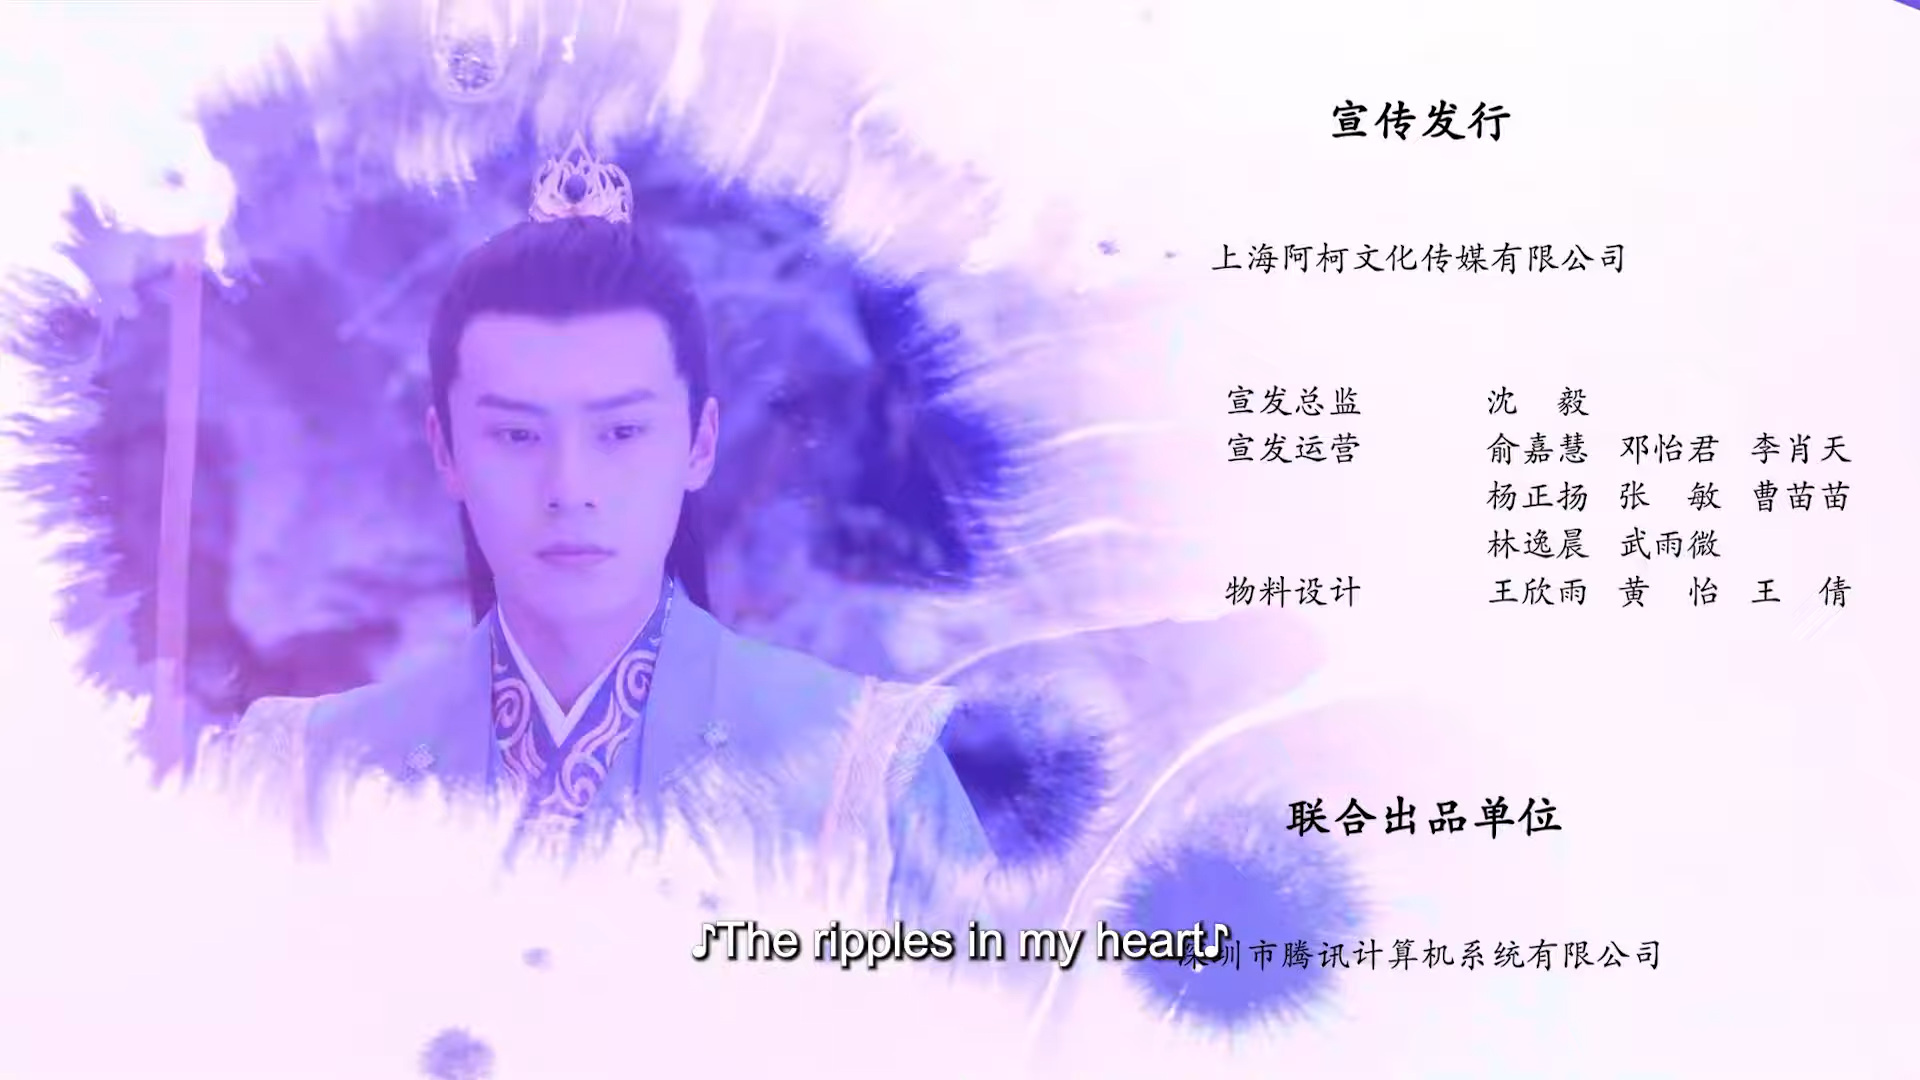 宣传发行
上海阿柯文化传媒有限公司
宣发总监 沈 毅
宣发运营 俞嘉慧 邓怡君 李肖天
杨正扬 张 敏 曹苗苗
林逸晨 武雨微
物料设计 王欣雨 黄 怡 王 倩
联合出品单位
♪The ripples in my heart♪
深圳市腾讯计算机系统有限公司